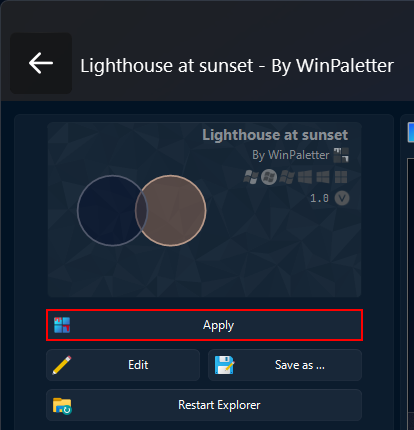 Lighthouse at sunset - By WinPaletter
Lighthouse at sunset
By WinPaletter
1.0 V
Apply
Edit
Save as ...
Restart Explorer